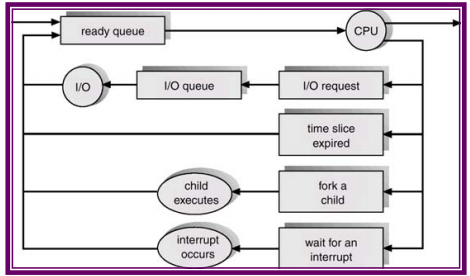 ready queue
CPU
I/O
I/O queue
I/O request
time slice
expired
child
executes
fork a
child
interrupt
occurs
wait for an
interrupt